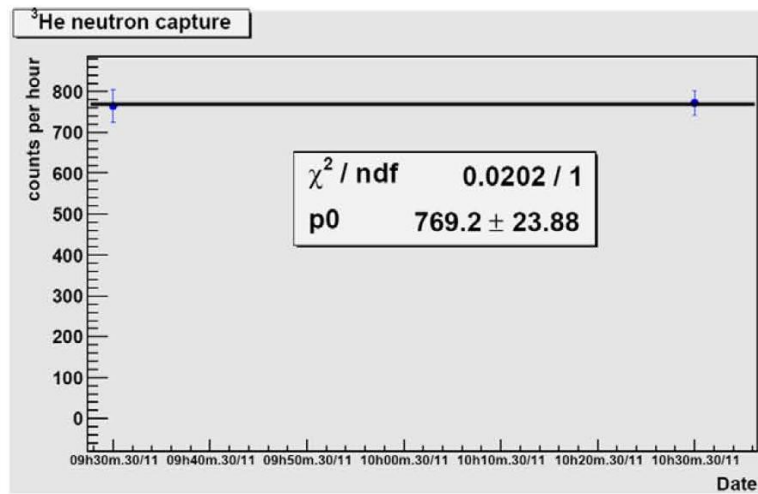 ³He neutron capture
counts per hour
800
700
600
500
400
300
200
100
0
χ² / ndf 0.0202 / 1
p0 769.2 ± 23.88
09h30m.30/11 09h40m.30/11 09h50m.30/11 10h00m.30/11 10h10m.30/11 10h20m.30/11 10h30m.30/11
Date